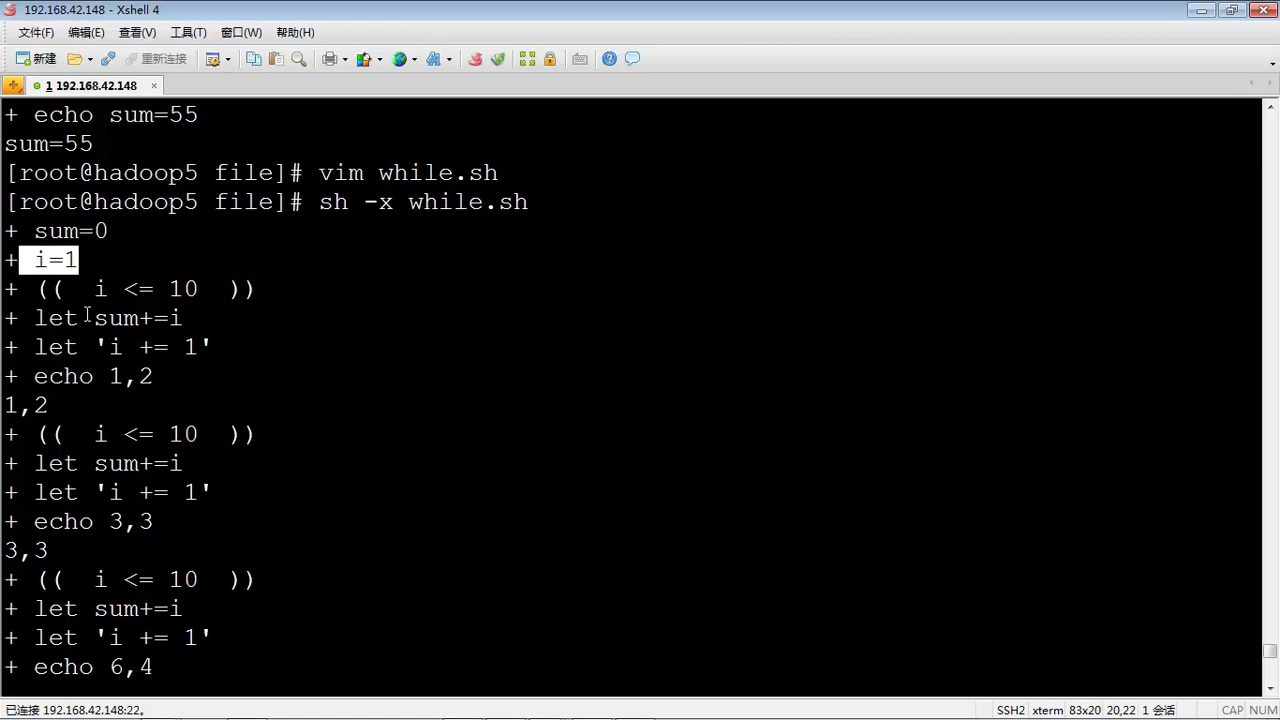 192.168.42.148 - Xshell 4
文件(F) 编辑(E) 查看(V) 工具(T) 窗口(W) 帮助(H)
新建 重新连接
1 192.168.42.148
+ echo sum=55
sum=55
[root@hadoop5 file]# vim while.sh
[root@hadoop5 file]# sh -x while.sh
+ sum=0
+ i=1
+ ((  i <= 10  ))
+ let sum+=i
+ let 'i += 1'
+ echo 1,2
1,2
+ ((  i <= 10  ))
+ let sum+=i
+ let 'i += 1'
+ echo 3,3
3,3
+ ((  i <= 10  ))
+ let sum+=i
+ let 'i += 1'
+ echo 6,4
已连接 192.168.42.148:22。 SSH2 xterm 83x20 20,22 1 会话 CAP NUM